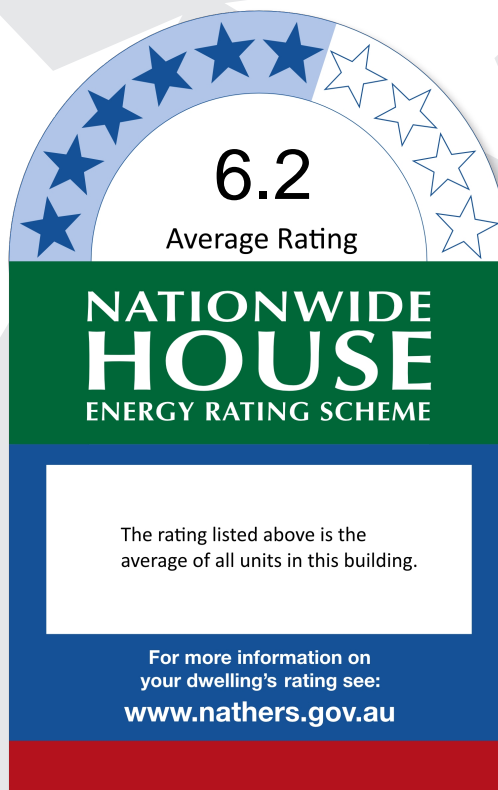 6.2
Average Rating
NATIONWIDE
HOUSE
ENERGY RATING SCHEME
The rating listed above is the
average of all units in this building.
For more information on
your dwelling's rating see:
www.nathers.gov.au